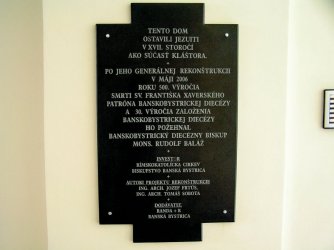 TENTO DOM
OSTAVILI JEZUITI
V XVII. STOROČÍ
AKO SÚČASŤ KLÁŠTORA.
PO JEHO GENERÁLNEJ REKONŠTRUKCII
V MÁJI 2006
ROKU 500. VÝROČIA
SMRTI SV. FRANTIŠKA XAVERSKÉHO
PATRÓNA BANSKOBYSTRICKEJ DIECÉZY
A 30. VÝROČIA ZALOŽENIA
BANSKOBYSTRICKEJ DIECÉZY
HO POŽEHNAL
BANSKOBYSTRICKÝ DIECÉZNY BISKUP
MONS. RUDOLF BALÁŽ
INVESTOR
RÍMSKOKATOLÍCKA CIRKEV
BISKUPSTVO BANSKÁ BYSTRICA
AUTORI PROJEKTU REKONŠTRUKCIE
ING. ARCH. JOZEF FRTÚS,
ING. ARCH. TOMÁŠ SOBOTA
DODÁVATEĽ
BANDA + R
BANSKÁ BYSTRICA